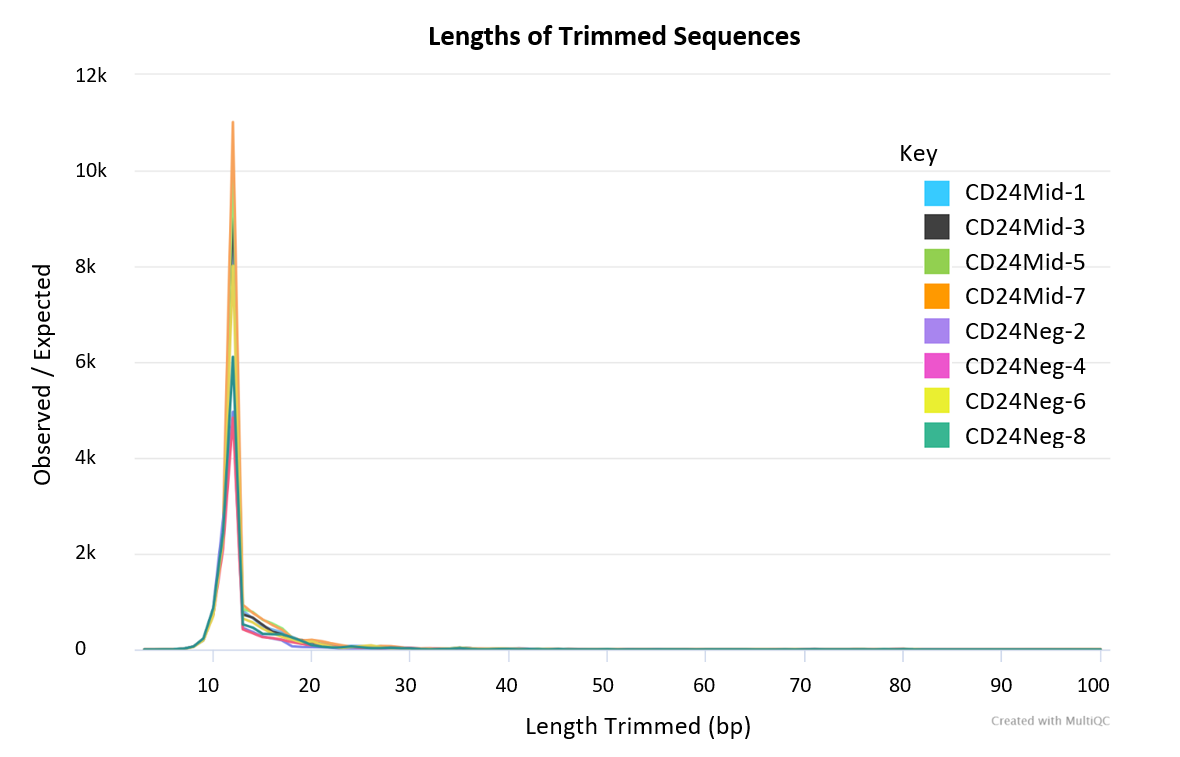 Lengths of Trimmed Sequences
12k
10k
8k
6k
4k
2k
0
Observed / Expected
Key
CD24Mid-1
CD24Mid-3
CD24Mid-5
CD24Mid-7
CD24Neg-2
CD24Neg-4
CD24Neg-6
CD24Neg-8
10 20 30 40 50 60 70 80 90 100
Length Trimmed (bp)
Created with MultiQC